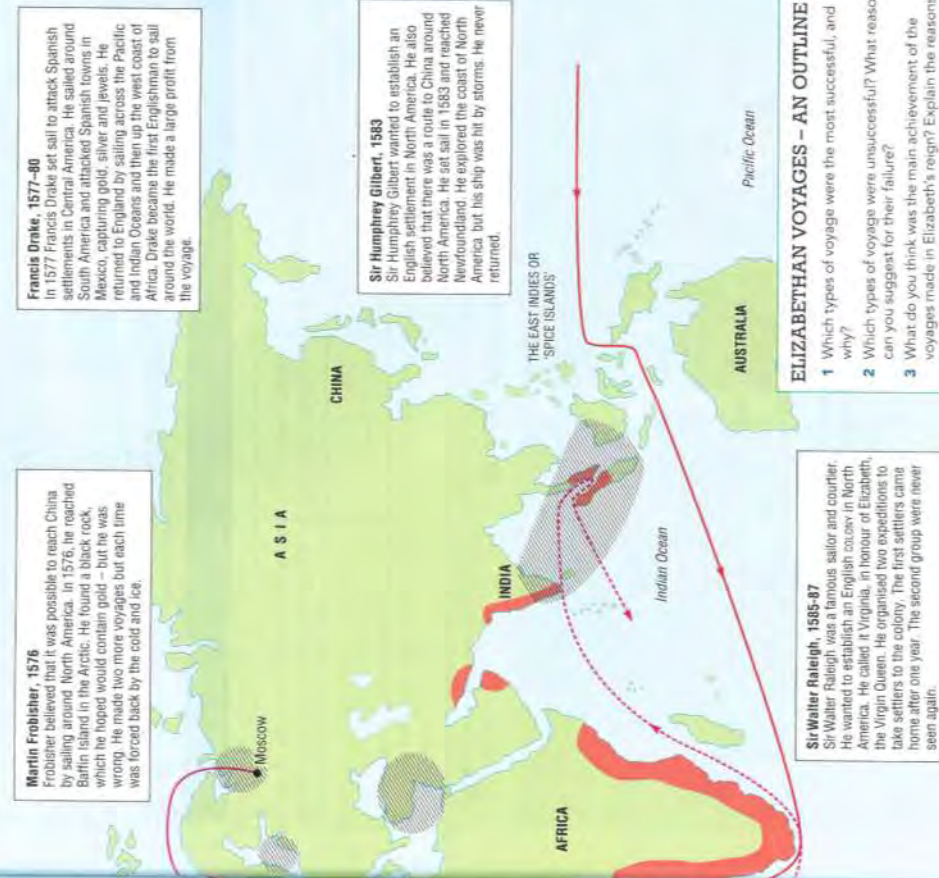 Martin Frobisher, 1576
Frobisher believed that it was possible to reach China
by sailing around North America. In 1576, he reached
Baffin Island in the Arctic. He found a black rock,
which he hoped would contain gold – but he was
wrong. He made two more voyages but each time
was forced back by the cold and ice.
Francis Drake, 1577–80
In 1577 Francis Drake set sail to attack Spanish
settlements in Central America. He sailed around
South America and attacked Spanish towns in
Mexico, capturing gold, silver and jewels. He
returned to England by sailing across the Pacific
and Indian Oceans and then up the west coast of
Africa. Drake became the first Englishman to sail
around the world. He made a large profit from
the voyage.
Sir Humphrey Gilbert, 1583
Sir Humphrey Gilbert wanted to establish an
English settlement in North America. He also
believed that there was a route to China around
North America. He set sail in 1583 and reached
Newfoundland. He explored the coast of North
America but his ship was hit by storms. He never
returned.
Moscow
ASIA
CHINA
INDIA
AFRICA
THE EAST INDIES OR
'SPICE ISLANDS'
Indian Ocean
Pacific Ocean
AUSTRALIA
Sir Walter Raleigh, 1585-87
Sir Walter Raleigh was a famous sailor and courtier.
He wanted to establish an English COLONY in North
America. He called it Virginia, in honour of Elizabeth,
the Virgin Queen. He organised two expeditions to
take settlers to the colony. The first settlers came
home after one year. The second group were never
seen again.
ELIZABETHAN VOYAGES – AN OUTLINE
1 Which types of voyage were the most successful, and
why?
2 Which types of voyage were unsuccessful? What reaso
can you suggest for their failure?
3 What do you think was the main achievement of the
voyages made in Elizabeth's reign? Explain the reasons